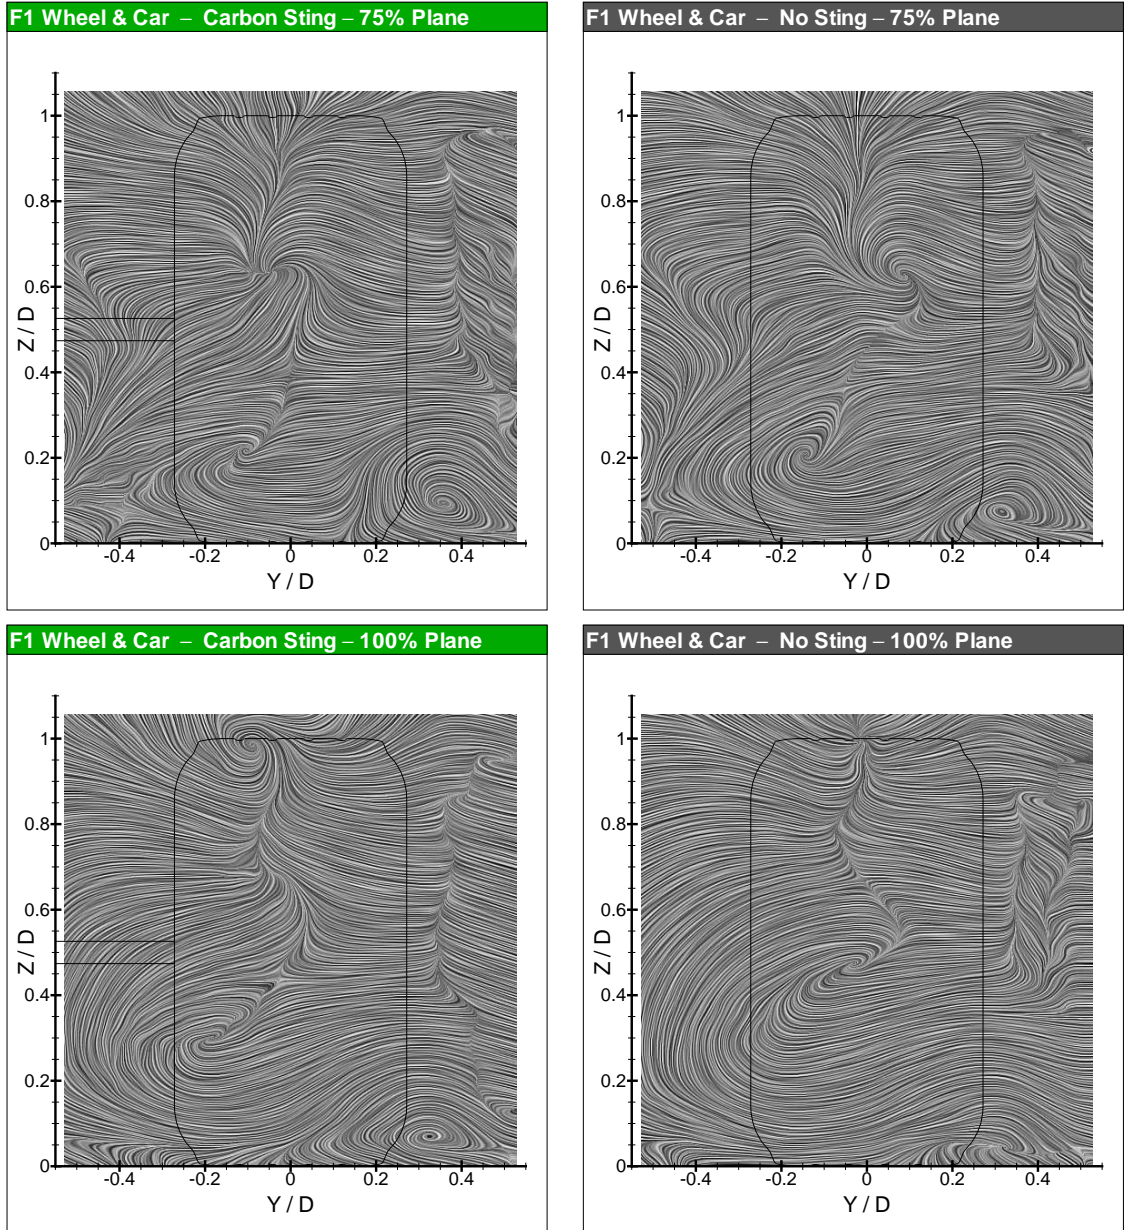 F1 Wheel & Car – Carbon Sting – 75% Plane
1
0.8
0.6
0.4
0.2
0
Z / D
-0.4 -0.2 0 0.2 0.4
Y / D
F1 Wheel & Car – No Sting – 75% Plane
1
0.8
0.6
0.4
0.2
0
Z / D
-0.4 -0.2 0 0.2 0.4
Y / D
F1 Wheel & Car – Carbon Sting – 100% Plane
1
0.8
0.6
0.4
0.2
0
Z / D
-0.4 -0.2 0 0.2 0.4
Y / D
F1 Wheel & Car – No Sting – 100% Plane
1
0.8
0.6
0.4
0.2
0
Z / D
-0.4 -0.2 0 0.2 0.4
Y / D